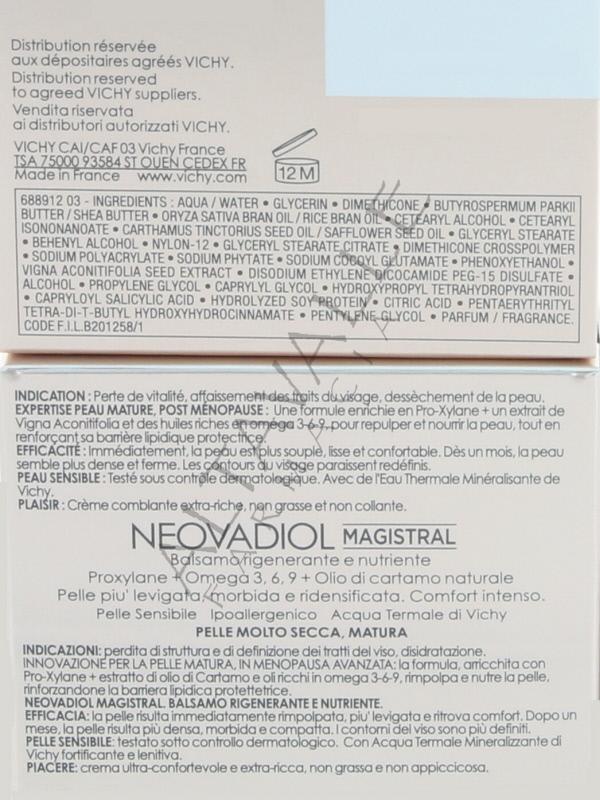 Distribution réservée
aux dépositaires agréés VICHY.
Distribution reserved
to agreed VICHY suppliers.
Vendita riservata
ai distributori autorizzati VICHY.
VICHY CAI/CAF 03 Vichy France
TSA 75000 93584 ST OUEN CEDEX FR
Made in France www.vichy.com
12 M
688912 03 - INGREDIENTS : AQUA / WATER • GLYCERIN • DIMETHICONE • BUTYROSPERMUM PARKII
BUTTER / SHEA BUTTER • ORYZA SATIVA BRAN OIL / RICE BRAN OIL • CETEARYL ALCOHOL • CETEARYL
ISONONANOATE • CARTHAMUS TINCTORIUS SEED OIL / SAFFLOWER SEED OIL • GLYCERYL STEARATE
• BEHENYL ALCOHOL • NYLON-12 • GLYCERYL STEARATE CITRATE • DIMETHICONE CROSSPOLYMER
• SODIUM POLYACRYLATE • SODIUM PHYTATE • SODIUM COCOYL GLUTAMATE • PHENOXYETHANOL •
VIGNA ACONITIFOLIA SEED EXTRACT • DISODIUM ETHYLENE DICOCAMIDE PEG-15 DISULFATE •
ALCOHOL • PROPYLENE GLYCOL • CAPRYLYL GLYCOL • HYDROXYPROPYL TETRAHYDROPYRANTRIOL
• CAPRYLOYL SALICYLIC ACID • HYDROLYZED SOY PROTEIN • CITRIC ACID • PENTAERYTHRITYL
TETRA-DI-T-BUTYL HYDROXYHYDROCINNAMATE • PENTYLENE GLYCOL • PARFUM / FRAGRANCE.
CODE F.I.L.B201258/1
INDICATION : Perte de vitalité, affaissement des traits du visage, dessèchement de la peau.
EXPERTISE PEAU MATURE, POST MÉNOPAUSE : Une formule enrichie en Pro-Xylane + un extrait de
Vigna Aconitifolia et des huiles riches en oméga 3-6-9, pour repulper et nourrir la peau, tout en
renforçant sa barrière lipidique protectrice.
EFFICACITÉ : Immédiatement, la peau est plus souple, lisse et confortable. Dès un mois, la peau
semble plus dense et ferme. Les contours du visage paraissent redéfinis.
PEAU SENSIBLE : Testé sous contrôle dermatologique. Avec de l'Eau Thermale Minéralisante de
Vichy.
PLAISIR : Crème comblante extra-riche, non grasse et non collante.
NEOVADIOL MAGISTRAL
Balsamo rigenerante e nutriente
Proxylane + Omega 3, 6, 9 + Olio di cartamo naturale
Pelle piu' levigata, morbida e ridensificata. Comfort intenso.
Pelle Sensibile Ipoallergenico Acqua Termale di Vichy
PELLE MOLTO SECCA, MATURA
INDICAZIONI: perdita di struttura e di definizione dei tratti del viso, disidratazione.
INNOVAZIONE PER LA PELLE MATURA, IN MENOPAUSA AVANZATA: la formula, arricchita con
Pro-Xylane + estratto di olio di Cartamo e oli ricchi in omega 3-6-9, rimpolpa e nutre la pelle,
rinforzandone la barriera lipidica protettetrice.
NEOVADIOL MAGISTRAL. BALSAMO RIGENERANTE E NUTRIENTE.
EFFICACIA: la pelle risulta immediatamente rimpolpata, piu' levigata e ritrova comfort. Dopo un
mese, la pelle risulta più densa, morbida e compatta. I contorni del viso sono più definiti.
PELLE SENSIBILE: testato sotto controllo dermatologico. Con Acqua Termale Mineralizzante di
Vichy fortificante e lenitiva.
PIACERE: crema ultra-confortevole e extra-ricca, non grassa e non appiccicosa.
ALTAVALLE
FARMACIA